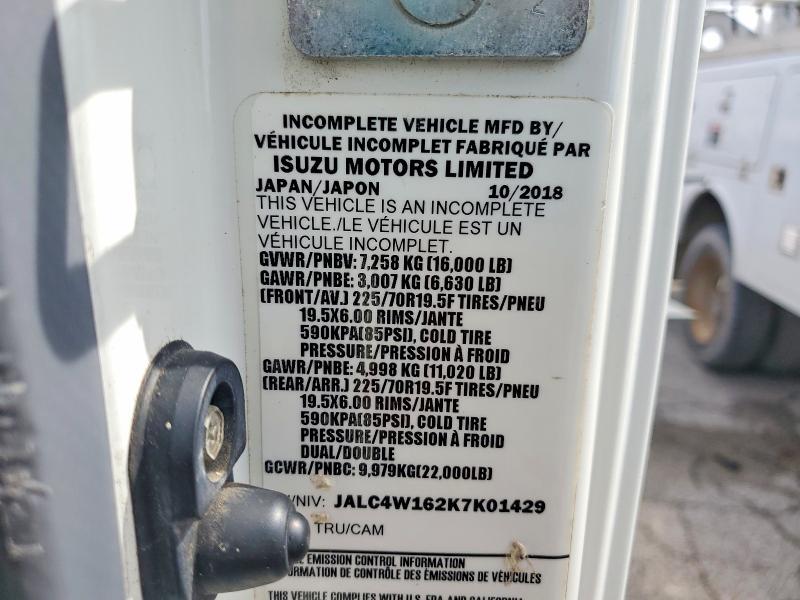 INCOMPLETE VEHICLE MFD BY/
VÉHICULE INCOMPLET FABRIQUÉ PAR
ISUZU MOTORS LIMITED
JAPAN/JAPON 10/2018
THIS VEHICLE IS AN INCOMPLETE
VEHICLE./LE VÉHICULE EST UN
VÉHICULE INCOMPLET.
GVWR/PNBV: 7,258 KG (16,000 LB)
GAWR/PNBE: 3,007 KG (6,630 LB)
(FRONT/AV.) 225/70R19.5F TIRES/PNEU
19.5X6.00 RIMS/JANTE
590KPA(85PSI), COLD TIRE
PRESSURE/PRESSION À FROID
GAWR/PNBE: 4,998 KG (11,020 LB)
(REAR/ARR.) 225/70R19.5F TIRES/PNEU
19.5X6.00 RIMS/JANTE
590KPA(85PSI), COLD TIRE
PRESSURE/PRESSION À FROID
DUAL/DOUBLE
GCWR/PNBC: 9,979KG(22,000LB)
/NIV: JALC4W162K7K01429
TRU/CAM
EMISSION CONTROL INFORMATION
DE CONTRÔLE DES ÉMISSIONS DE VÉHICULES
THIS VEHICLE COMPLIES WITH U.S. EPA AND CALIFORNIA